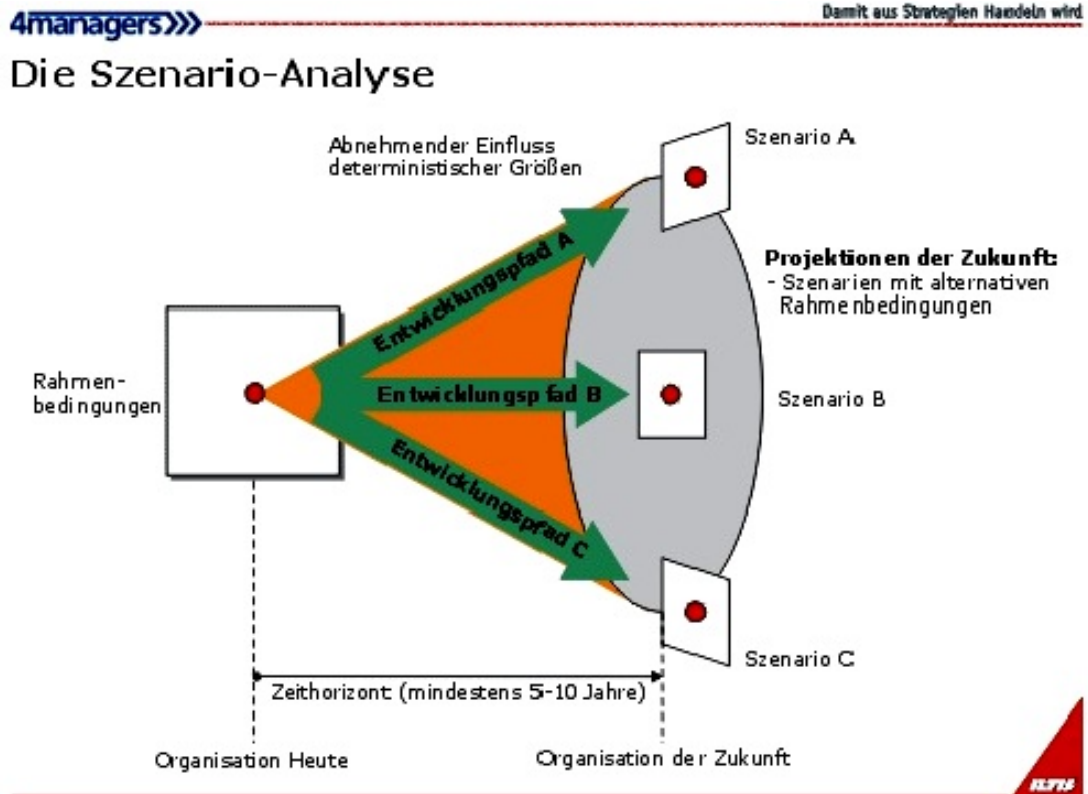 4managers
Damit aus Strategien Handeln wird
Die Szenario-Analyse
Abnehmender Einfluss
deterministischer Größen
Szenario A
Projektionen der Zukunft:
- Szenarien mit alternativen
Rahmenbedingungen
Entwicklungspfad A
Rahmen-
bedingungen
Entwicklungspfad B
Szenario B
Entwicklungspfad C
Szenario C
Zeithorizont (mindestens 5-10 Jahre)
Organisation Heute
Organisation der Zukunft
ILTIS